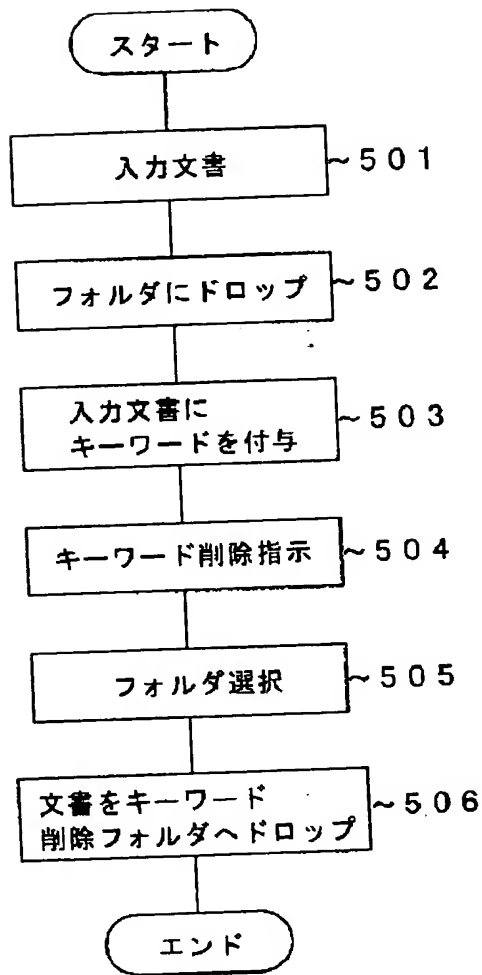 スタート
入力文書 ~501
フォルダにドロップ ~502
入力文書に
キーワードを付与 ~503
キーワード削除指示 ~504
フォルダ選択 ~505
文書をキーワード ~506
削除フォルダへドロップ
エンド